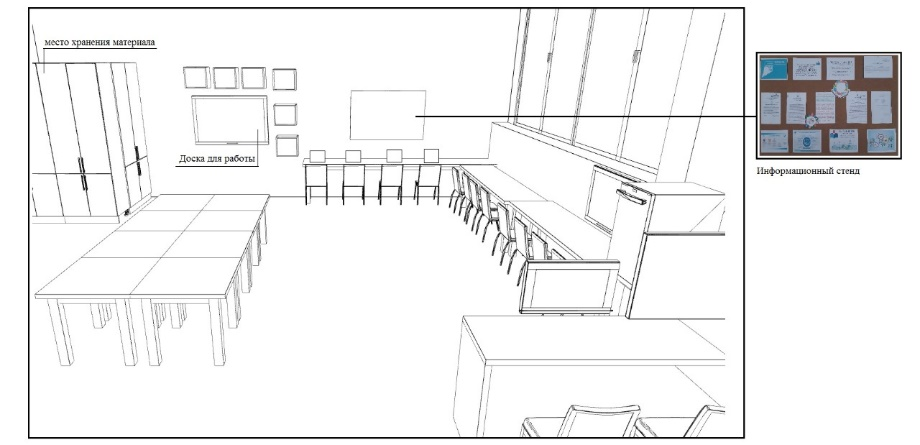 место хранения материала
Доска для работы
Информационный стенд